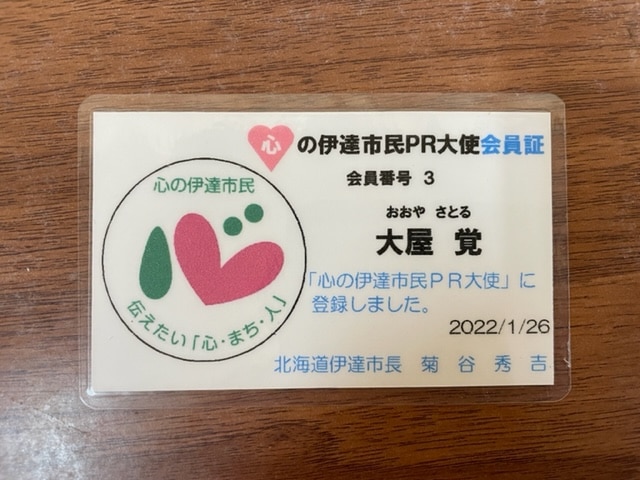 心の伊達市民PR大使会員証
会員番号 3
おおや さとる
大屋 覚
「心の伊達市民PR大使」に
登録しました。
2022/1/26
北海道伊達市長 菊谷秀吉
心の伊達市民
伝えたい「心・まち・人」